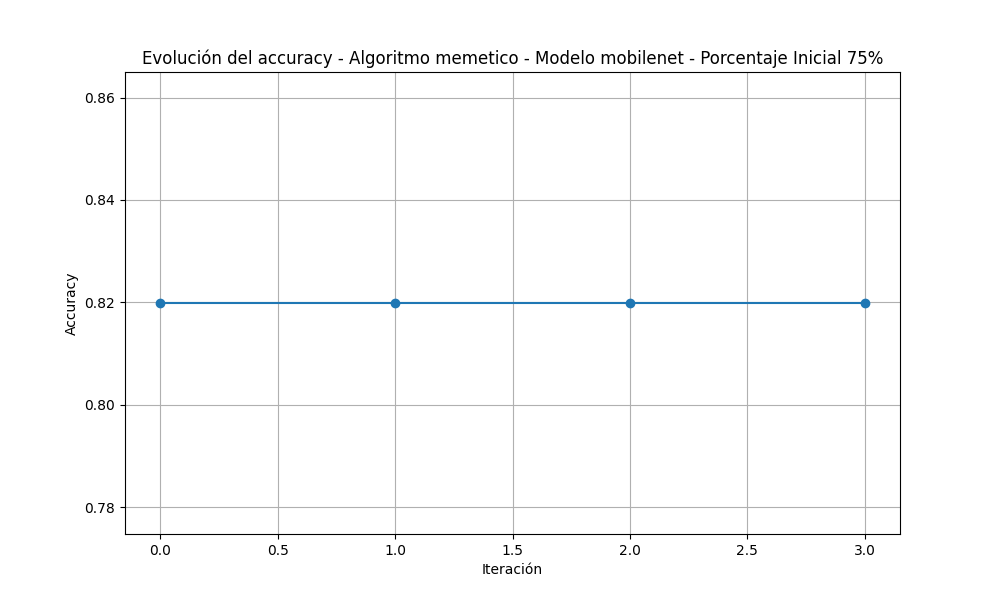 Evolución del accuracy - Algoritmo memetico - Modelo mobilenet - Porcentaje Inicial 75%
0.86
0.84
0.82
0.80
0.78
Accuracy
0.0 0.5 1.0 1.5 2.0 2.5 3.0
Iteración